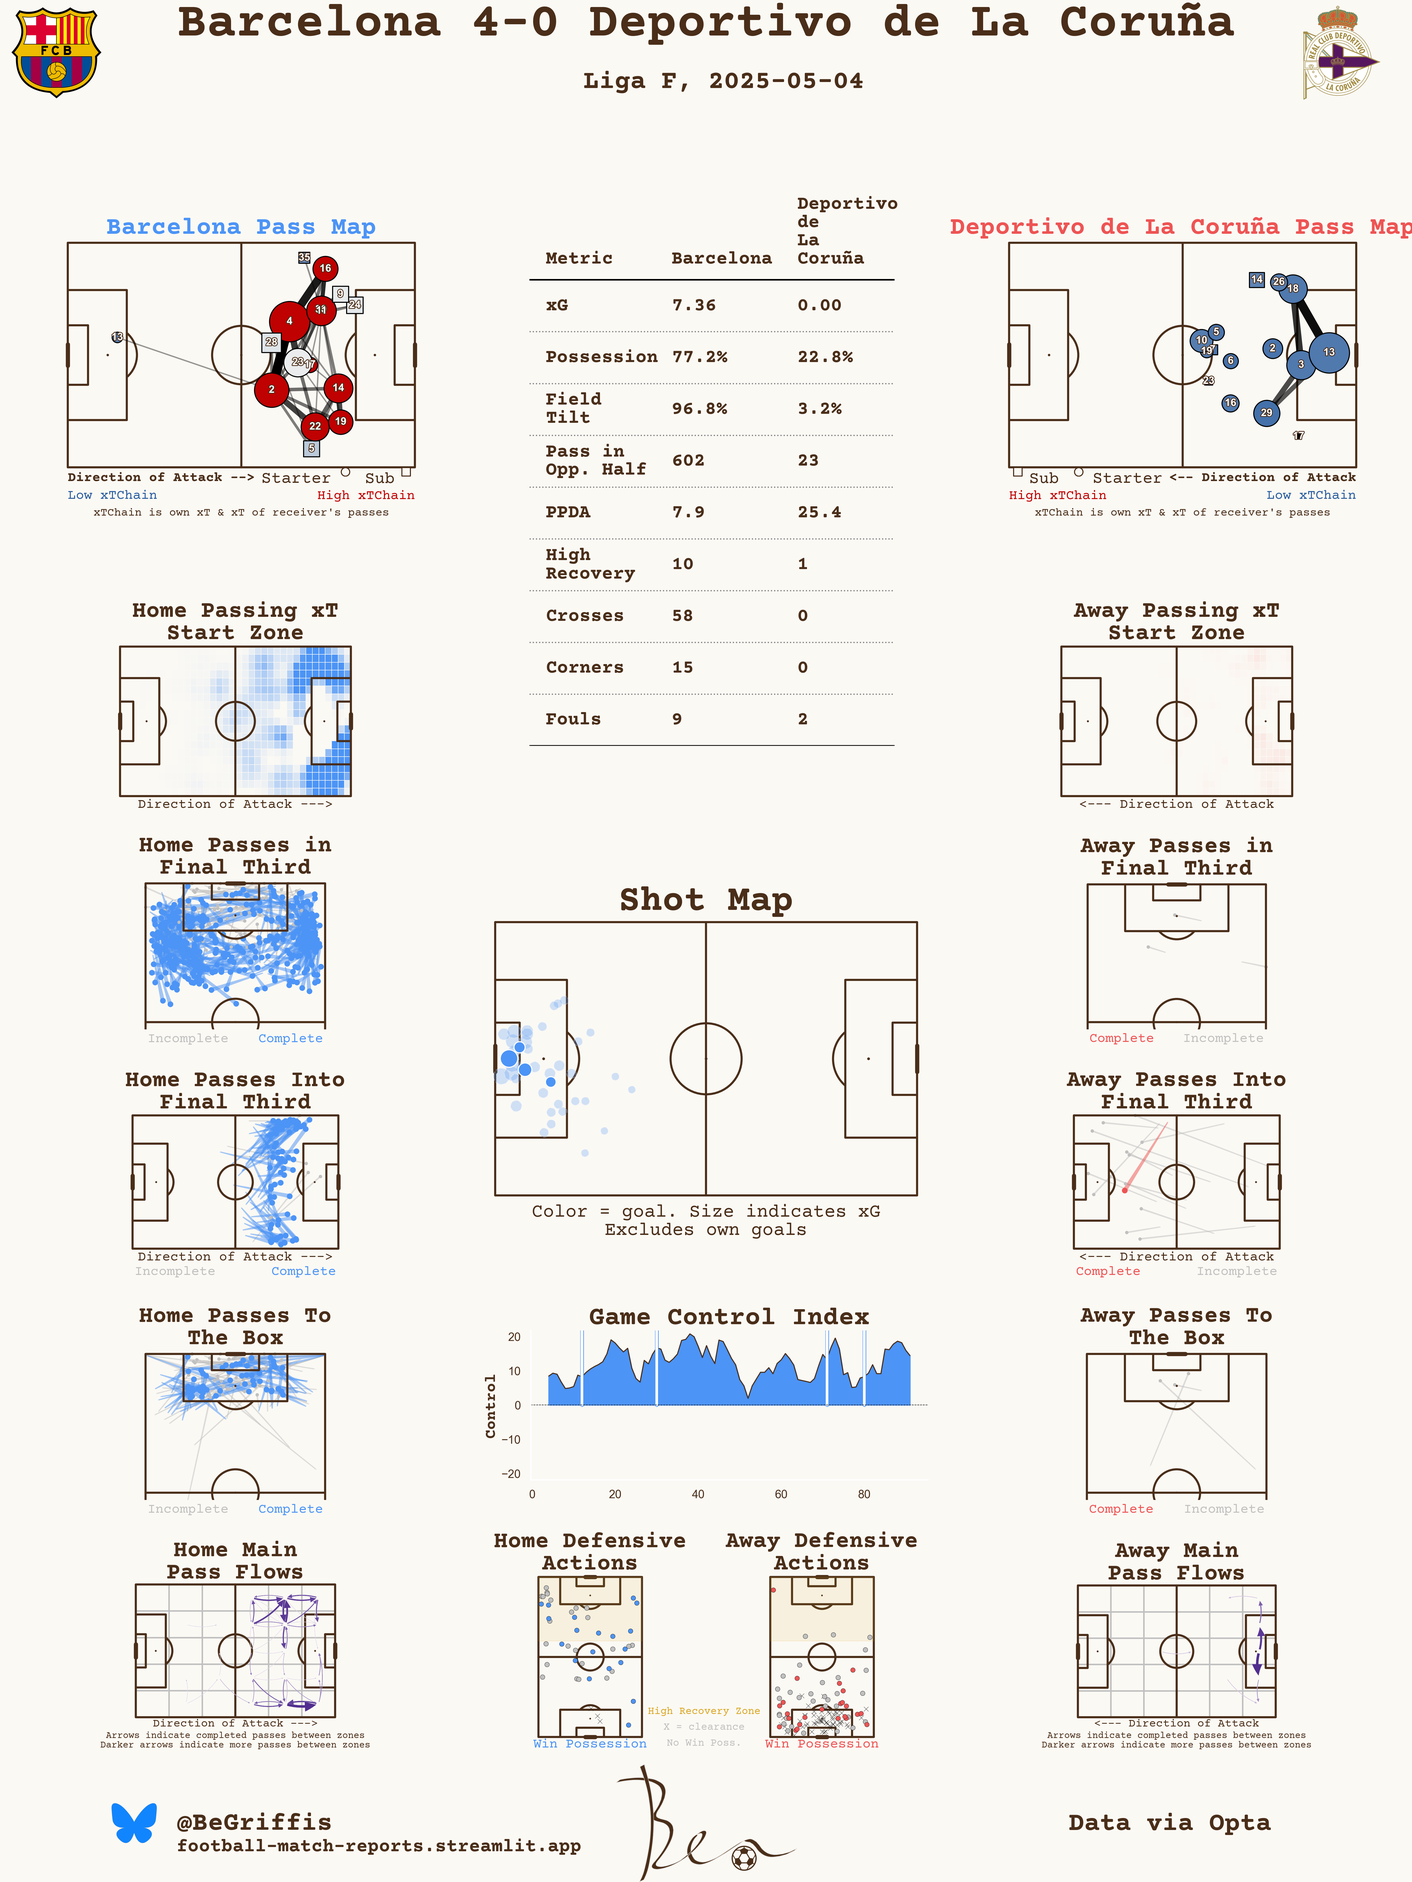 Barcelona 4-0 Deportivo de La Coruña
Liga F, 2025-05-04
FCB
REAL CLUB DEPORTIVO
LA CORUÑA
Barcelona Pass Map
35
16
9
24
11
4
28
23
17
13
2
14
22
19
5
Direction of Attack --> Starter Sub
Low xTChain High xTChain
xTChain is own xT & xT of receiver's passes
Metric Barcelona Deportivo
de
La
Coruña
xG 7.36 0.00
Possession 77.2% 22.8%
Field
Tilt 96.8% 3.2%
Pass in
Opp. Half 602 23
PPDA 7.9 25.4
High
Recovery 10 1
Crosses 58 0
Corners 15 0
Fouls 9 2
Deportivo de La Coruña Pass Map
14
26
18
5
10
19
2
13
6
3
23
16
29
17
Sub Starter <-- Direction of Attack
High xTChain Low xTChain
xTChain is own xT & xT of receiver's passes
Home Passing xT
Start Zone
Direction of Attack --->
Away Passing xT
Start Zone
<--- Direction of Attack
Home Passes in
Final Third
Incomplete Complete
Away Passes in
Final Third
Complete Incomplete
Home Passes Into
Final Third
Direction of Attack --->
Incomplete Complete
Away Passes Into
Final Third
<--- Direction of Attack
Complete Incomplete
Shot Map
Color = goal. Size indicates xG
Excludes own goals
Home Passes To
The Box
Incomplete Complete
Game Control Index
Control
20
10
0
−10
−20
0 20 40 60 80
Away Passes To
The Box
Complete Incomplete
Home Main
Pass Flows
Direction of Attack --->
Arrows indicate completed passes between zones
Darker arrows indicate more passes between zones
Home Defensive
Actions
Win Possession
High Recovery Zone
X = clearance
No Win Poss.
Away Defensive
Actions
Win Possession
Away Main
Pass Flows
<--- Direction of Attack
Arrows indicate completed passes between zones
Darker arrows indicate more passes between zones
@BeGriffis
football-match-reports.streamlit.app
Ben
Data via Opta